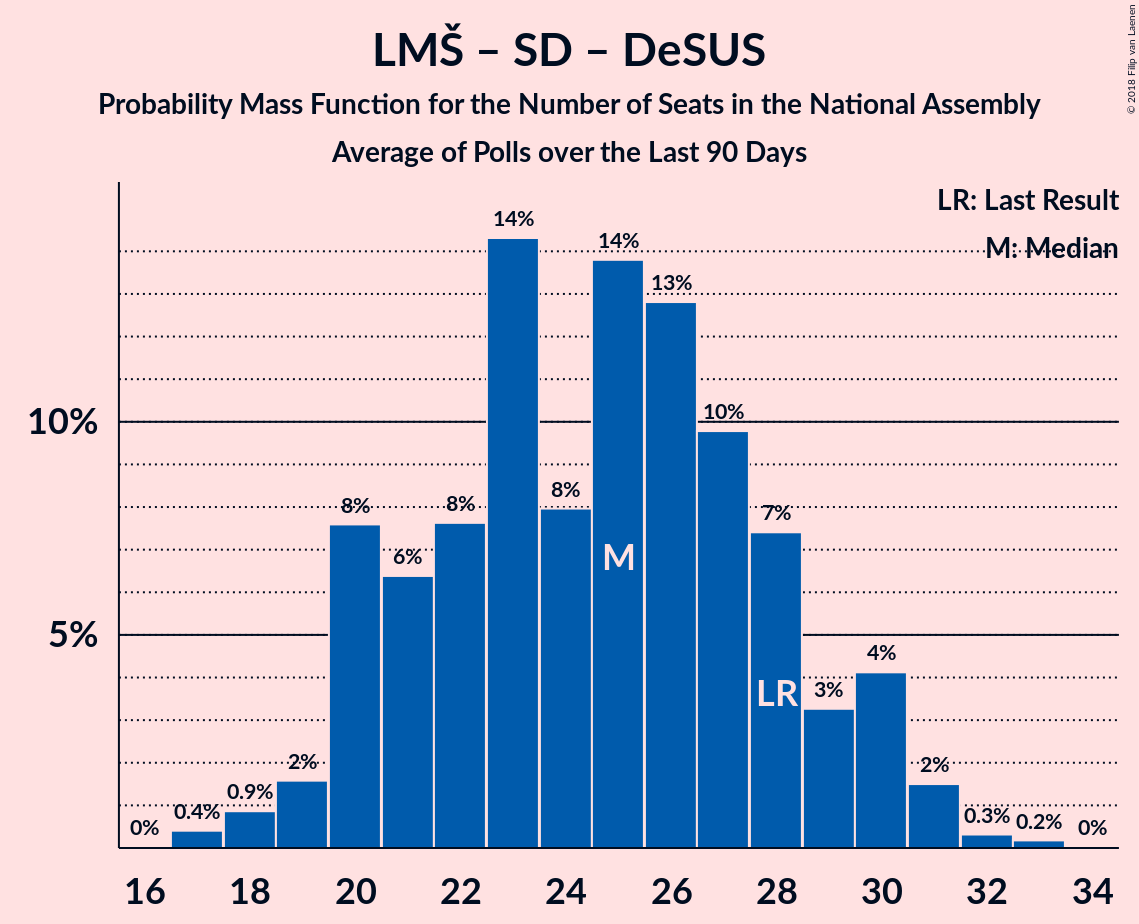 LMŠ – SD – DeSUS
Probability Mass Function for the Number of Seats in the National Assembly
Average of Polls over the Last 90 Days
© 2018 Filip van Laenen
LR: Last Result
M: Median
10%
5%
0%
0.4%
0.9%
2%
8%
6%
8%
14%
8%
14%
13%
10%
7%
3%
4%
2%
0.3%
0.2%
0%
M
LR
16 18 20 22 24 26 28 30 32 34